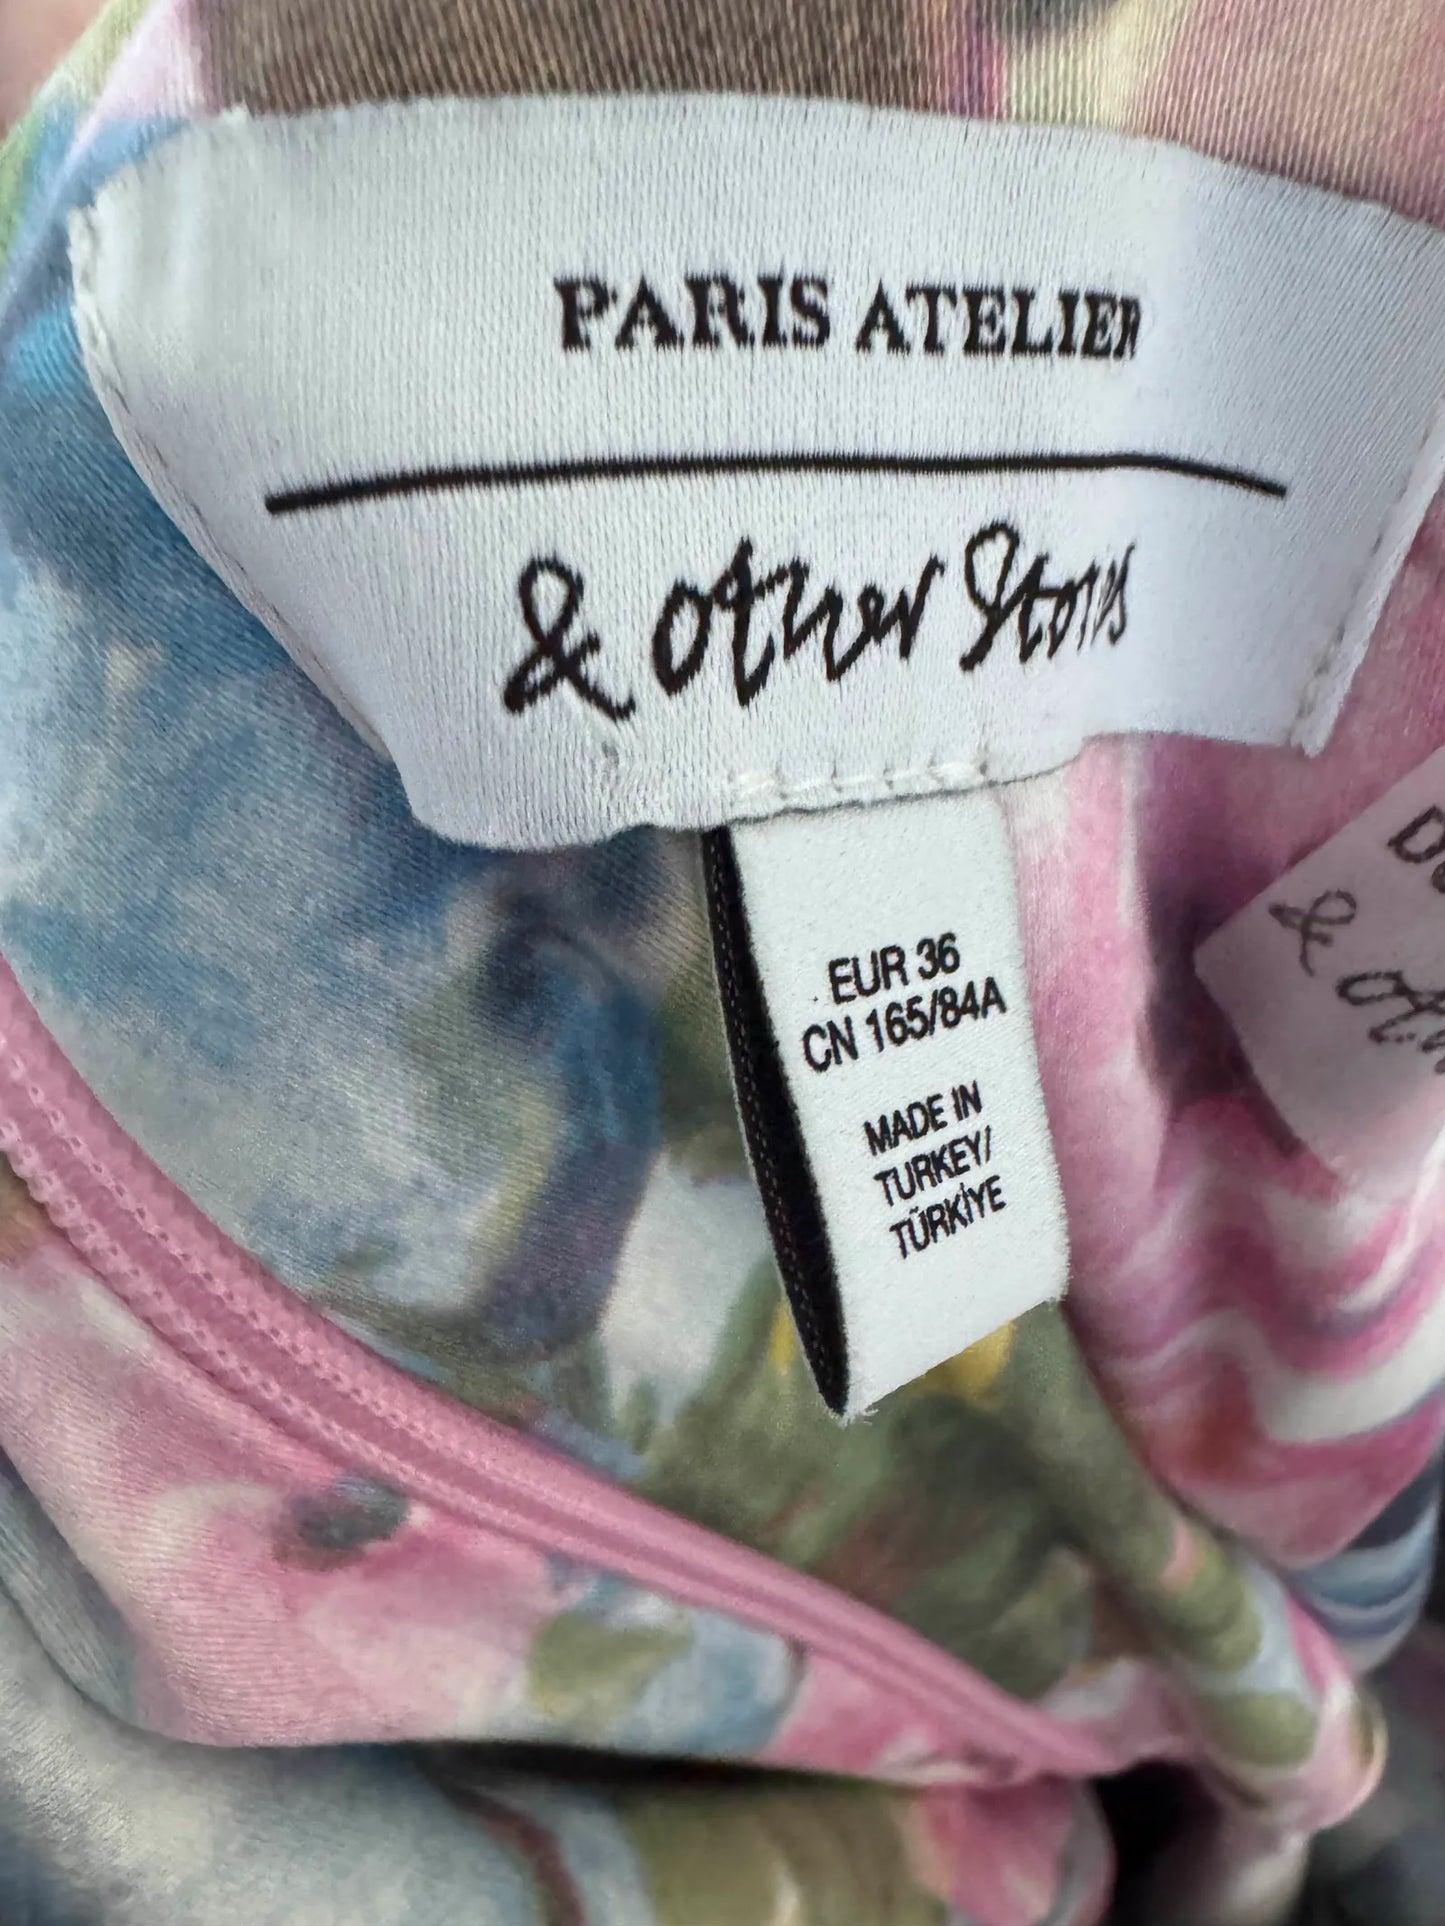 PARIS ATELIER
& Other Stories
EUR 36
CN 165/84A
MADE IN
TURKEY/
TÜRKİYE
&